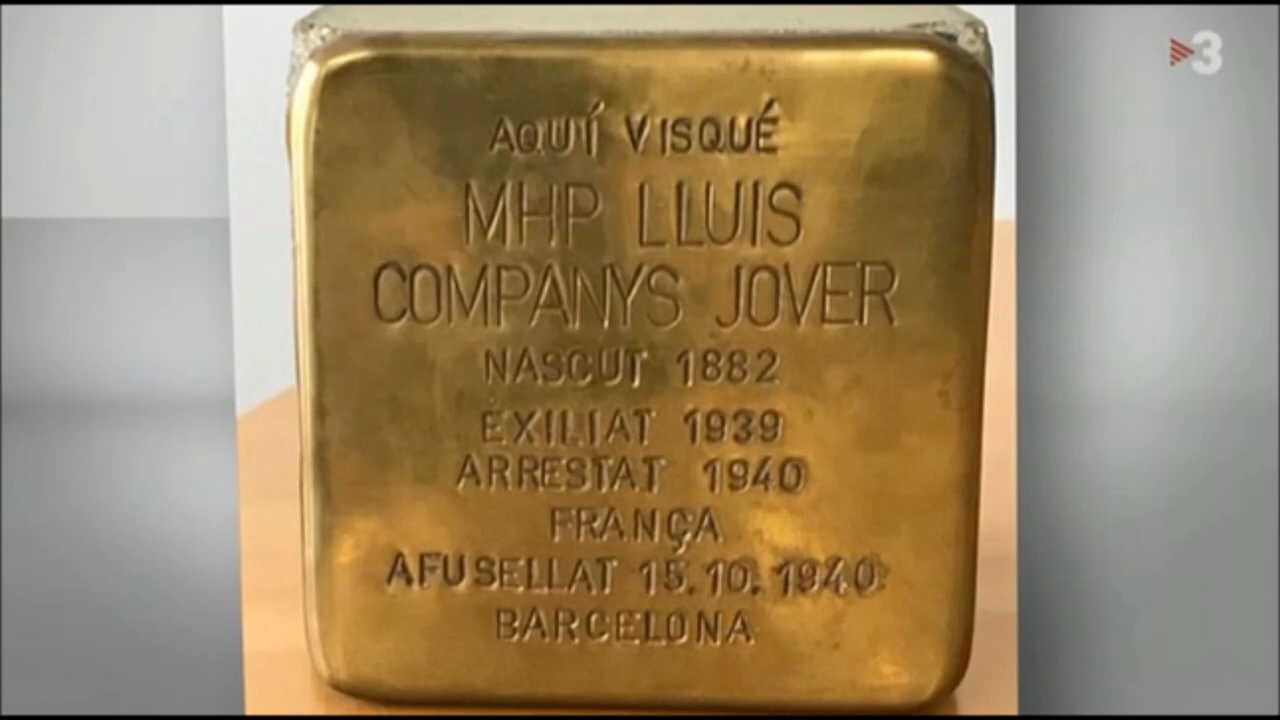 AQUÍ VISQUÉ
MHP LLUIS
COMPANYS JOVER
NASCUT 1882
EXILIAT 1939
ARRESTAT 1940
FRANÇA
AFUSELLAT 15.10.1940
BARCELONA
3